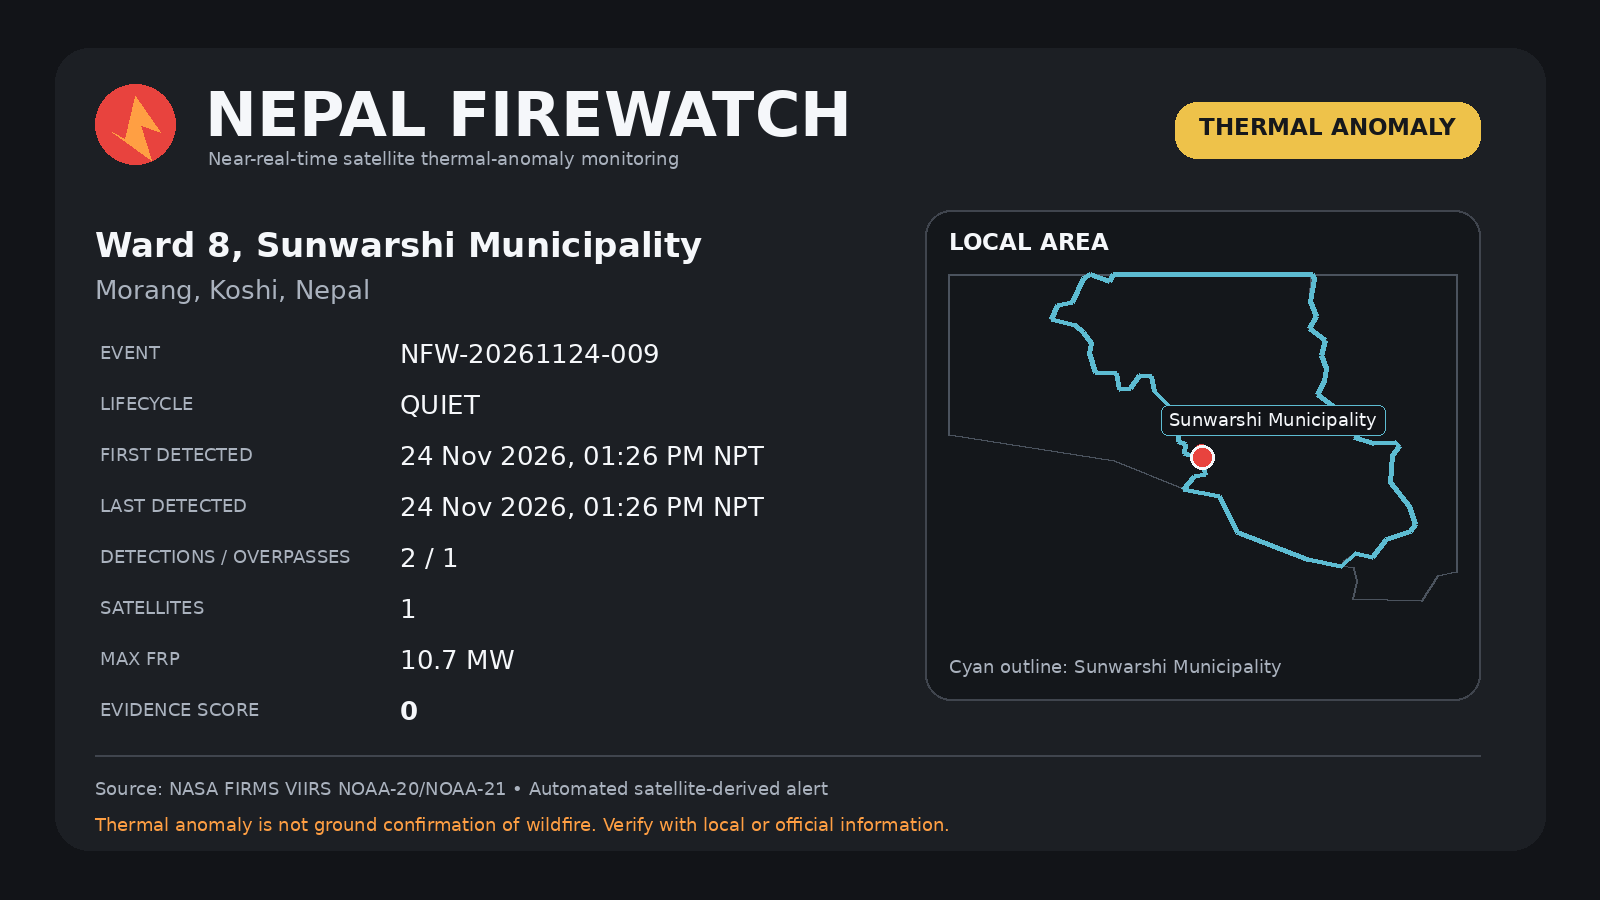 NEPAL FIREWATCH
Near-real-time satellite thermal-anomaly monitoring
THERMAL ANOMALY
Ward 8, Sunwarshi Municipality
Morang, Koshi, Nepal
EVENT NFW-20261124-009
LIFECYCLE QUIET
FIRST DETECTED 24 Nov 2026, 01:26 PM NPT
LAST DETECTED 24 Nov 2026, 01:26 PM NPT
DETECTIONS / OVERPASSES 2 / 1
SATELLITES 1
MAX FRP 10.7 MW
EVIDENCE SCORE 0
LOCAL AREA
Sunwarshi Municipality
Cyan outline: Sunwarshi Municipality
Source: NASA FIRMS VIIRS NOAA-20/NOAA-21 • Automated satellite-derived alert
Thermal anomaly is not ground confirmation of wildfire. Verify with local or official information.